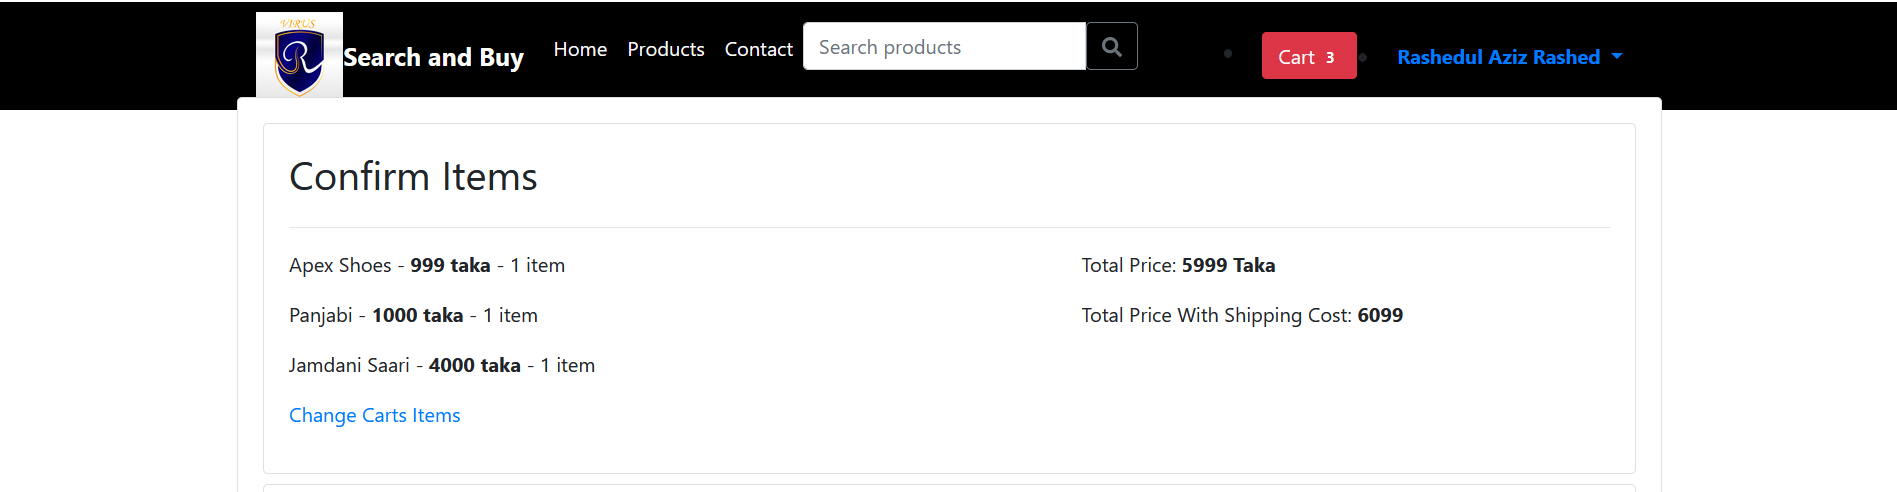 VIRUS
R
Search and Buy Home Products Contact Search products Cart 3 Rashedul Aziz Rashed
Confirm Items
Apex Shoes - 999 taka - 1 item
Panjabi - 1000 taka - 1 item
Jamdani Saari - 4000 taka - 1 item
Change Carts Items
Total Price: 5999 Taka
Total Price With Shipping Cost: 6099